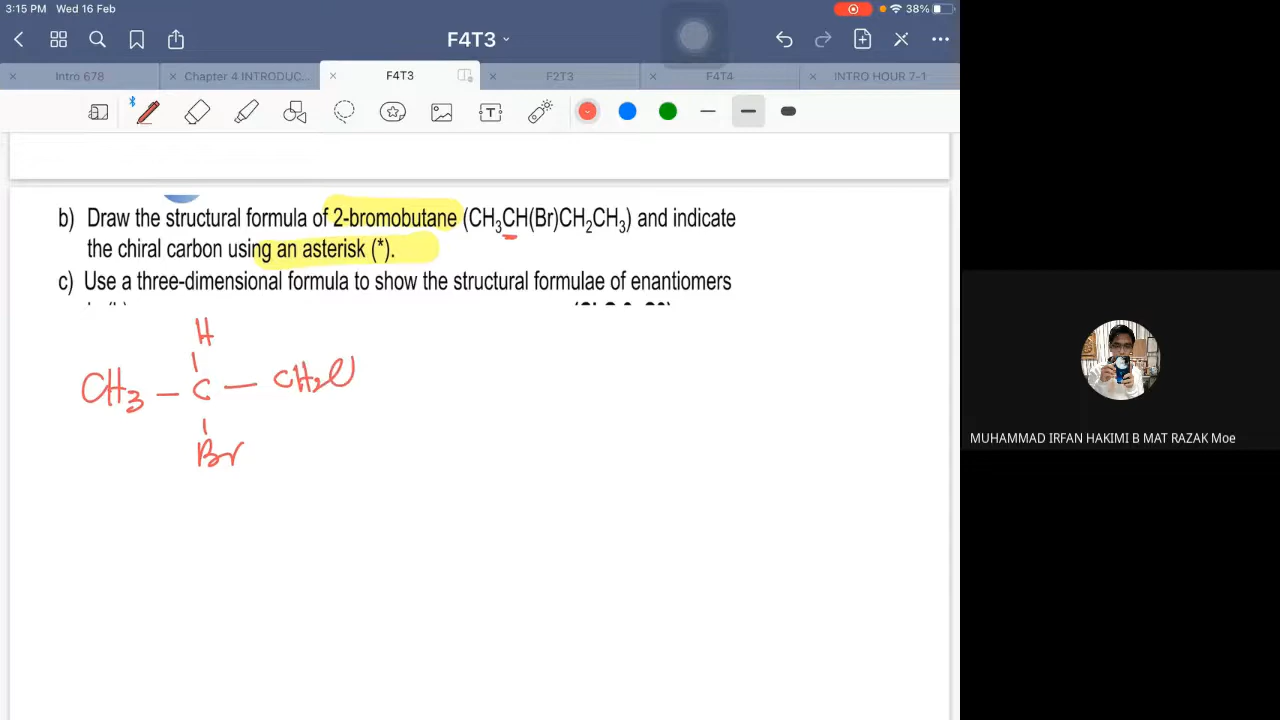 3:15 PM Wed 16 Feb
38%
F4T3
Intro 678
Chapter 4 INTRODUC...
F4T3
F2T3
F4T4
INTRO HOUR 7-1
b) Draw the structural formula of 2-bromobutane (CH₃CH(Br)CH₂CH₃) and indicate
the chiral carbon using an asterisk (*).
c) Use a three-dimensional formula to show the structural formulae of enantiomers
H
CH₃ – C – CH₂C
Br
MUHAMMAD IRFAN HAKIMI B MAT RAZAK Moe